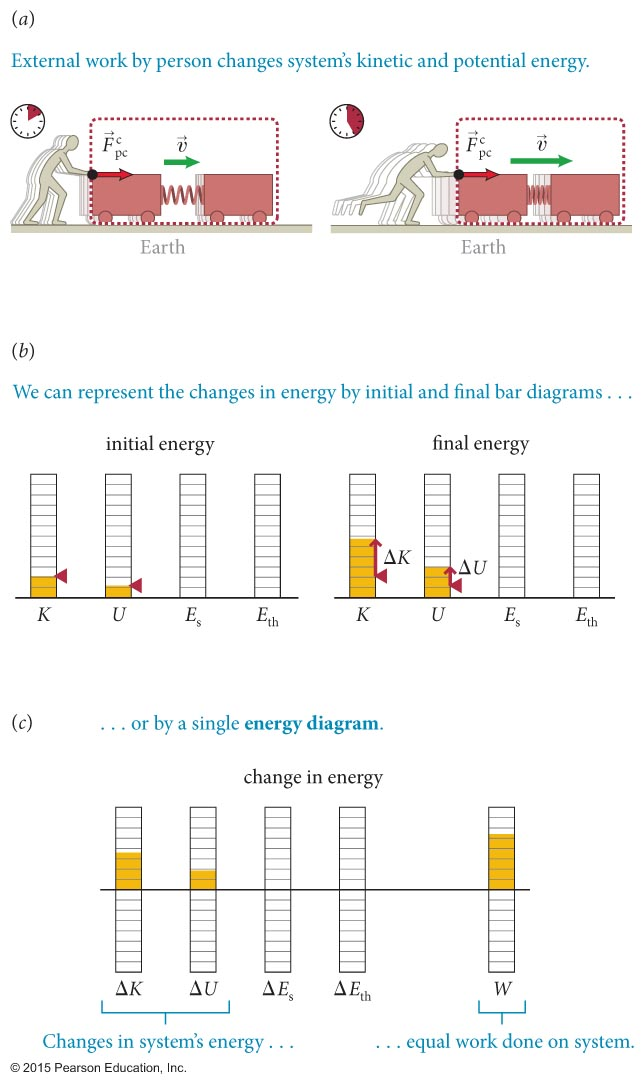 (a)
External work by person changes system's kinetic and potential energy.
F⃗ᶜpc v⃗ F⃗ᶜpc v⃗
Earth Earth
(b)
We can represent the changes in energy by initial and final bar diagrams . . .
initial energy final energy
ΔK ΔU
K U Es Eth K U Es Eth
(c) . . . or by a single energy diagram.
change in energy
ΔK ΔU ΔEs ΔEth W
Changes in system's energy . . . . . . equal work done on system.
© 2015 Pearson Education, Inc.